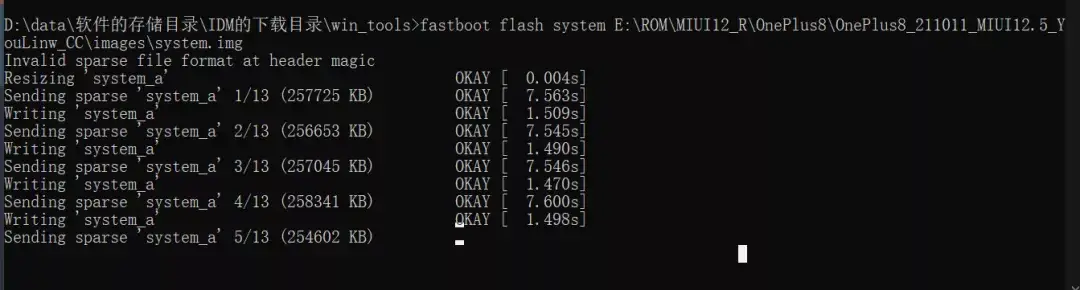 D:\data\软件的存储目录\IDM的下载目录\win_tools>fastboot flash system E:\ROM\MIUI12_R\OnePlus8\OnePlus8_211011_MIUI12.5_Y
ouLinw_CC\images\system.img
Invalid sparse file format at header magic
Resizing 'system_a' OKAY [  0.004s]
Sending sparse 'system_a' 1/13 (257725 KB) OKAY [  7.563s]
Writing 'system_a' OKAY [  1.509s]
Sending sparse 'system_a' 2/13 (256653 KB) OKAY [  7.545s]
Writing 'system_a' OKAY [  1.490s]
Sending sparse 'system_a' 3/13 (257045 KB) OKAY [  7.546s]
Writing 'system_a' OKAY [  1.470s]
Sending sparse 'system_a' 4/13 (258341 KB) OKAY [  7.600s]
Writing 'system_a' OKAY [  1.498s]
Sending sparse 'system_a' 5/13 (254602 KB)